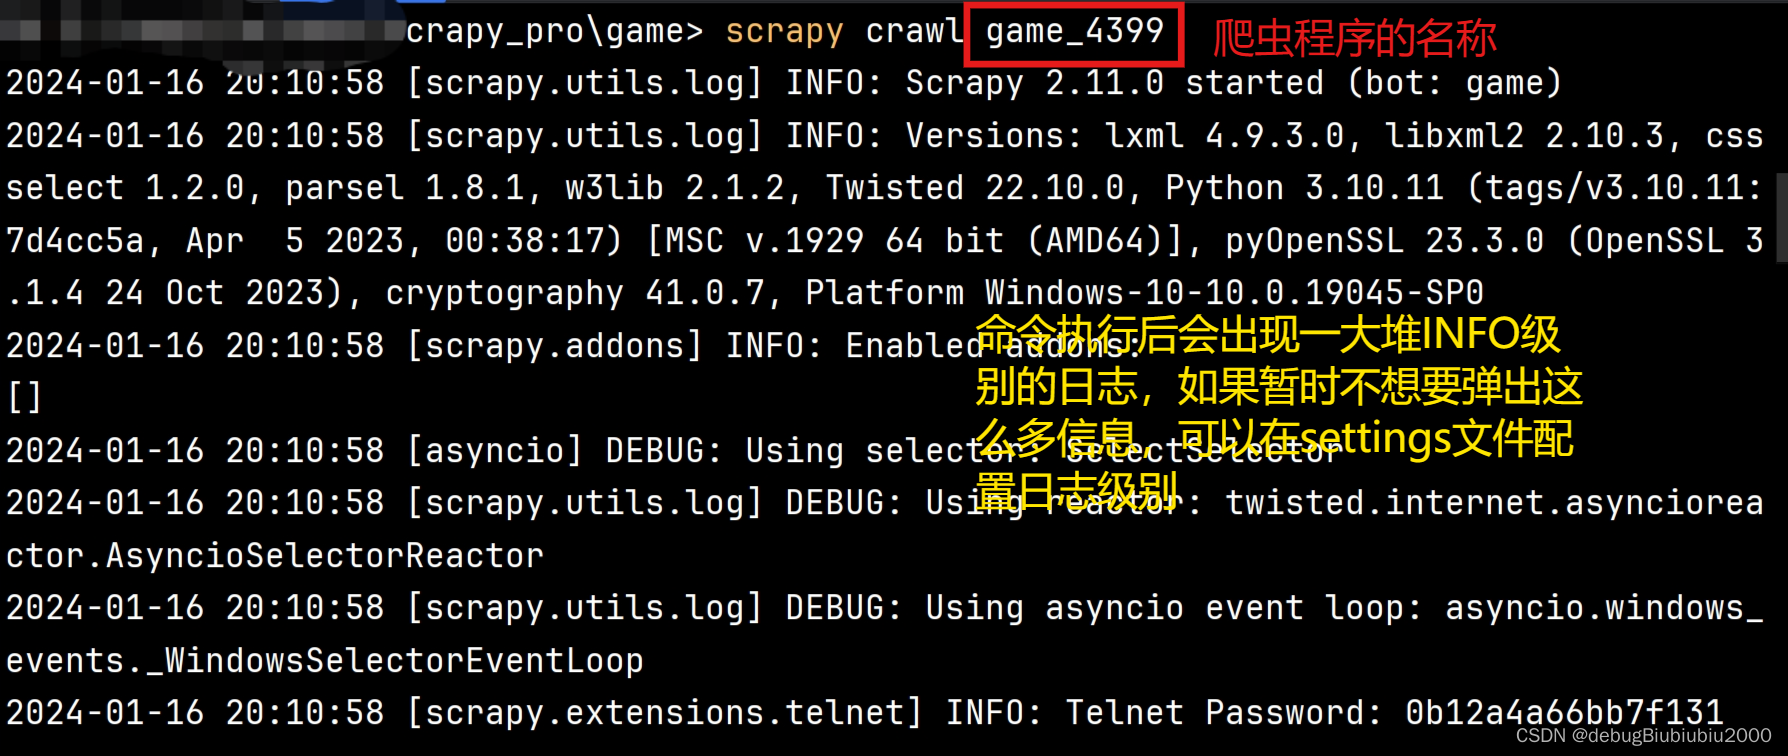 crapy_pro\game> scrapy crawl game_4399 爬虫程序的名称
2024-01-16 20:10:58 [scrapy.utils.log] INFO: Scrapy 2.11.0 started (bot: game)
2024-01-16 20:10:58 [scrapy.utils.log] INFO: Versions: lxml 4.9.3.0, libxml2 2.10.3, css
select 1.2.0, parsel 1.8.1, w3lib 2.1.2, Twisted 22.10.0, Python 3.10.11 (tags/v3.10.11:
7d4cc5a, Apr  5 2023, 00:38:17) [MSC v.1929 64 bit (AMD64)], pyOpenSSL 23.3.0 (OpenSSL 3
.1.4 24 Oct 2023), cryptography 41.0.7, Platform Windows-10-10.0.19045-SP0
2024-01-16 20:10:58 [scrapy.addons] INFO: Enabled addons:
[]
2024-01-16 20:10:58 [asyncio] DEBUG: Using selector: SelectSelector
2024-01-16 20:10:58 [scrapy.utils.log] DEBUG: Using reactor: twisted.internet.asynciorea
ctor.AsyncioSelectorReactor
2024-01-16 20:10:58 [scrapy.utils.log] DEBUG: Using asyncio event loop: asyncio.windows_
events._WindowsSelectorEventLoop
2024-01-16 20:10:58 [scrapy.extensions.telnet] INFO: Telnet Password: 0b12a4a66bb7f131
命令执行后会出现一大堆INFO级
别的日志，如果暂时不想要弹出这
么多信息，可以在settings文件配
置日志级别
CSDN @debugBiubiubiu2000